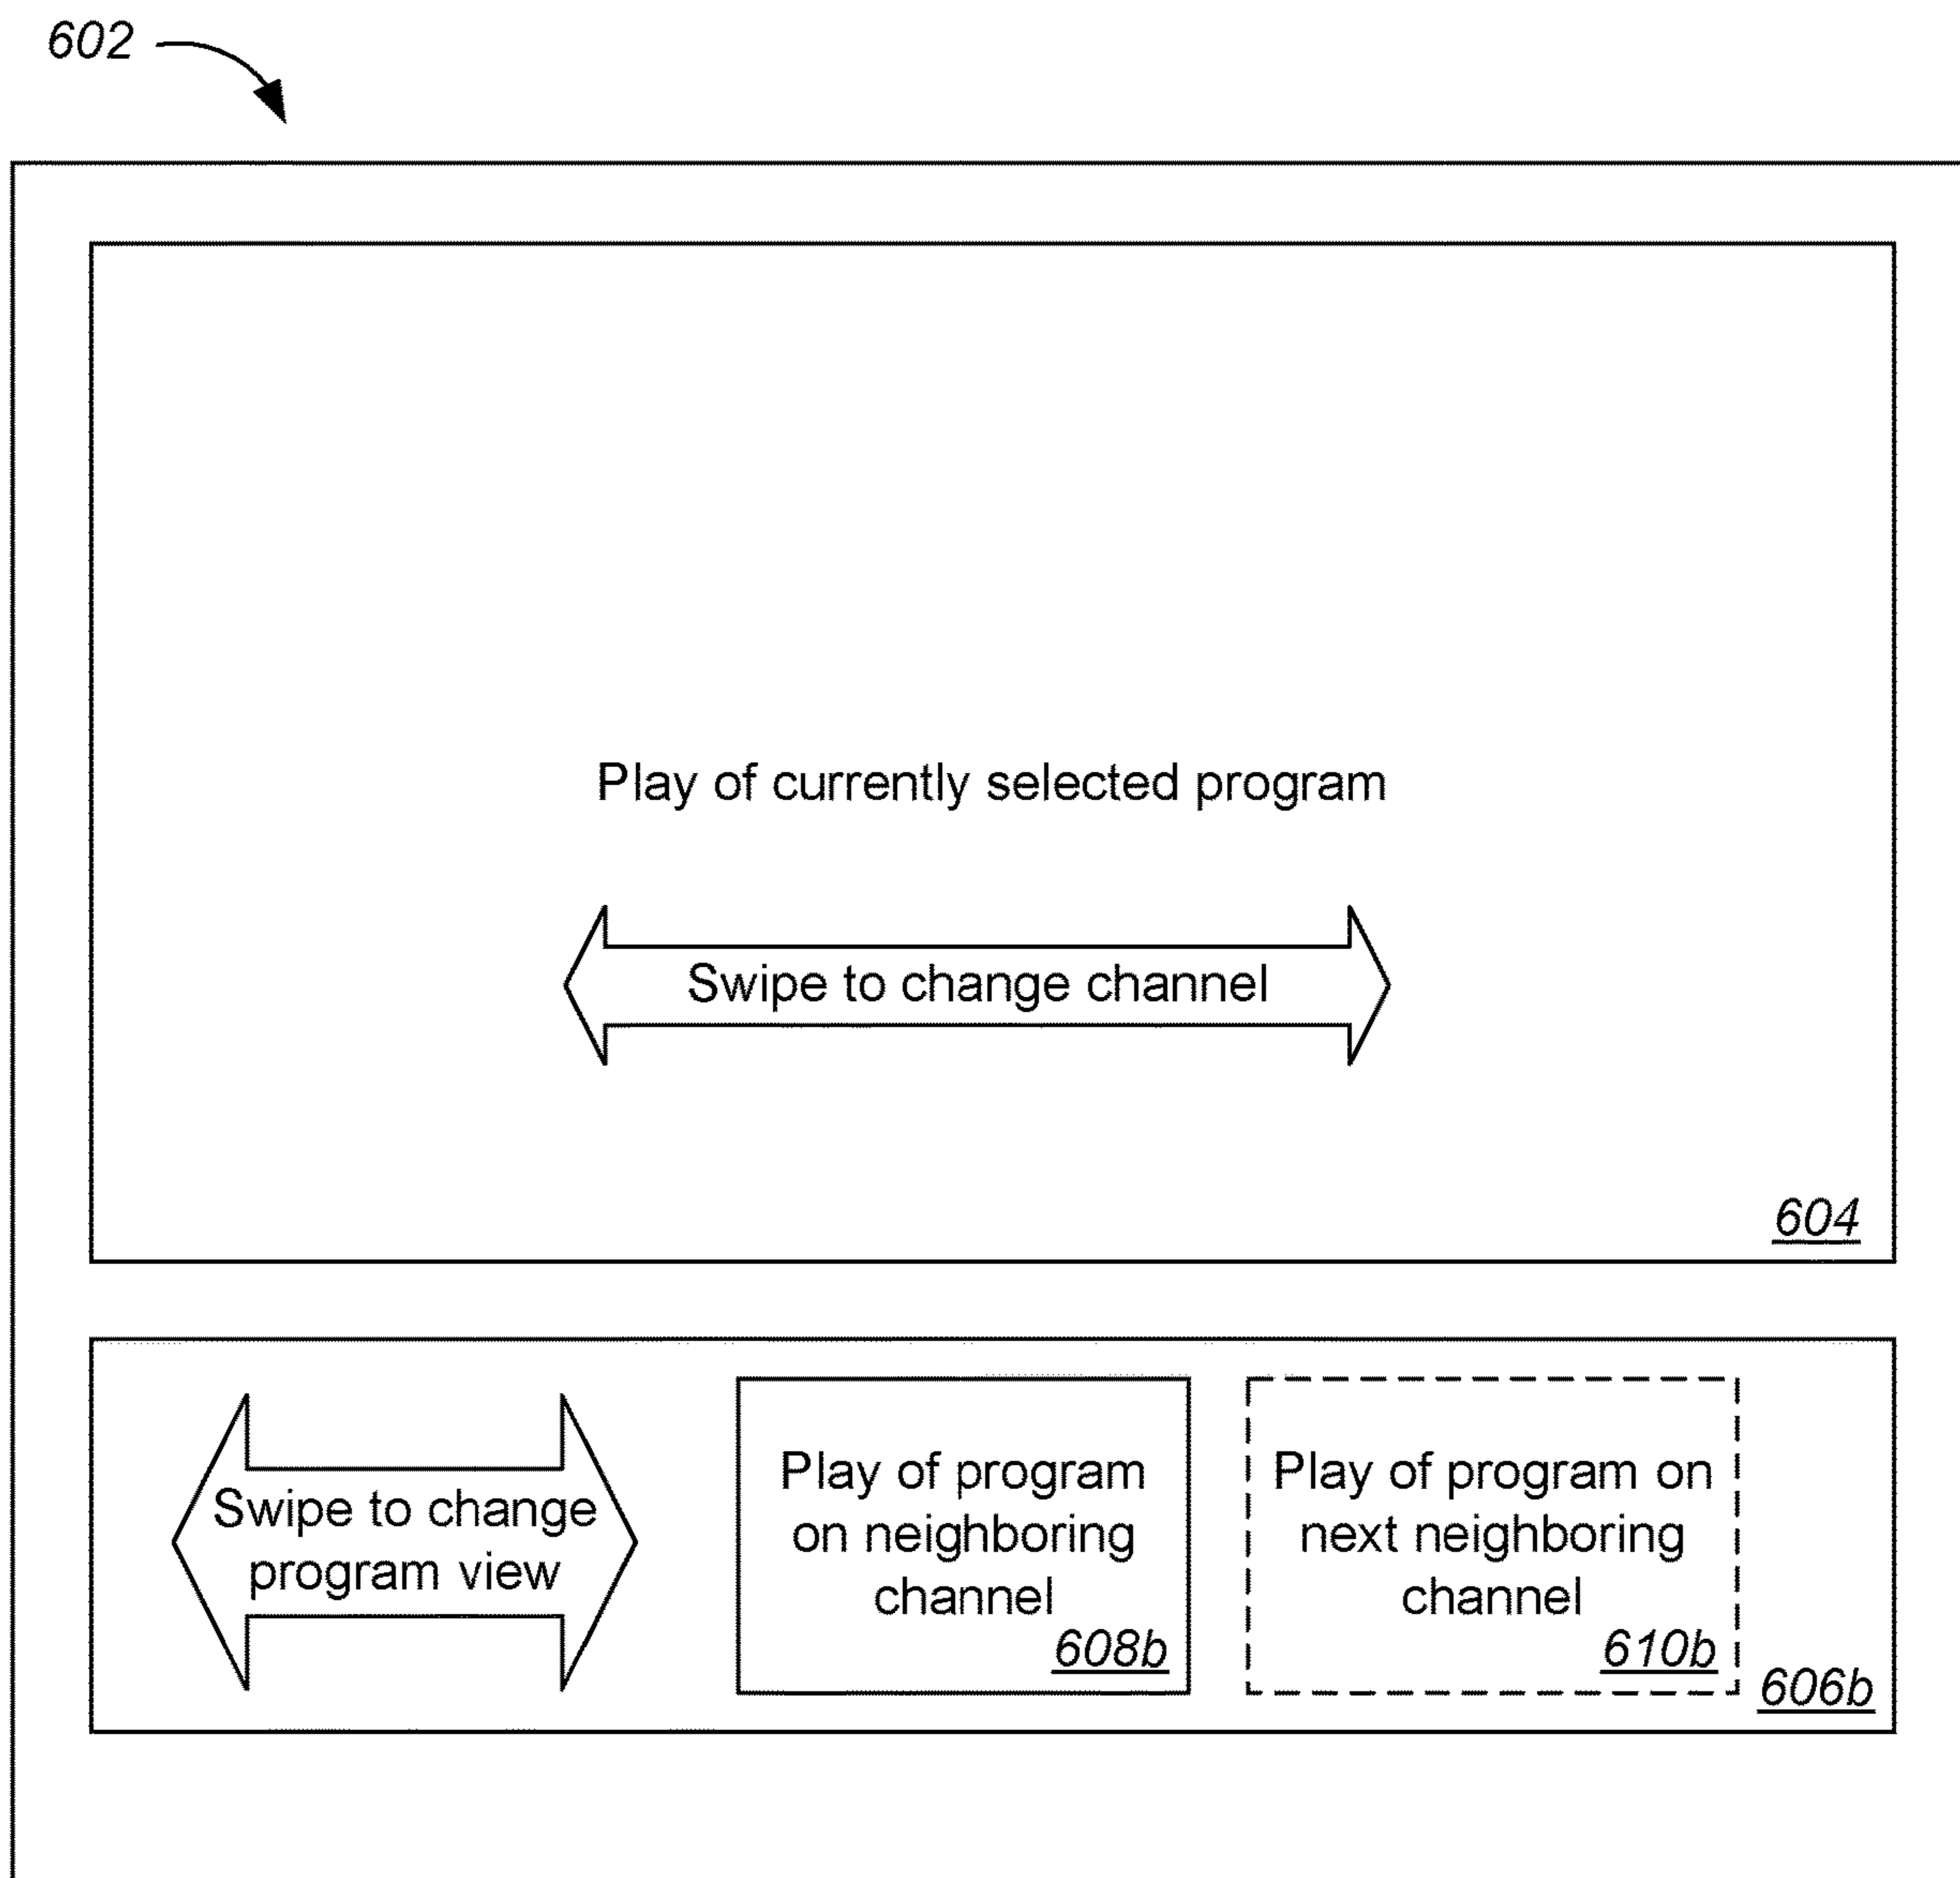 602
Play of currently selected program
Swipe to change channel
604
Swipe to change
program view
Play of program
on neighboring
channel
608b
Play of program on
next neighboring
channel
610b
606b